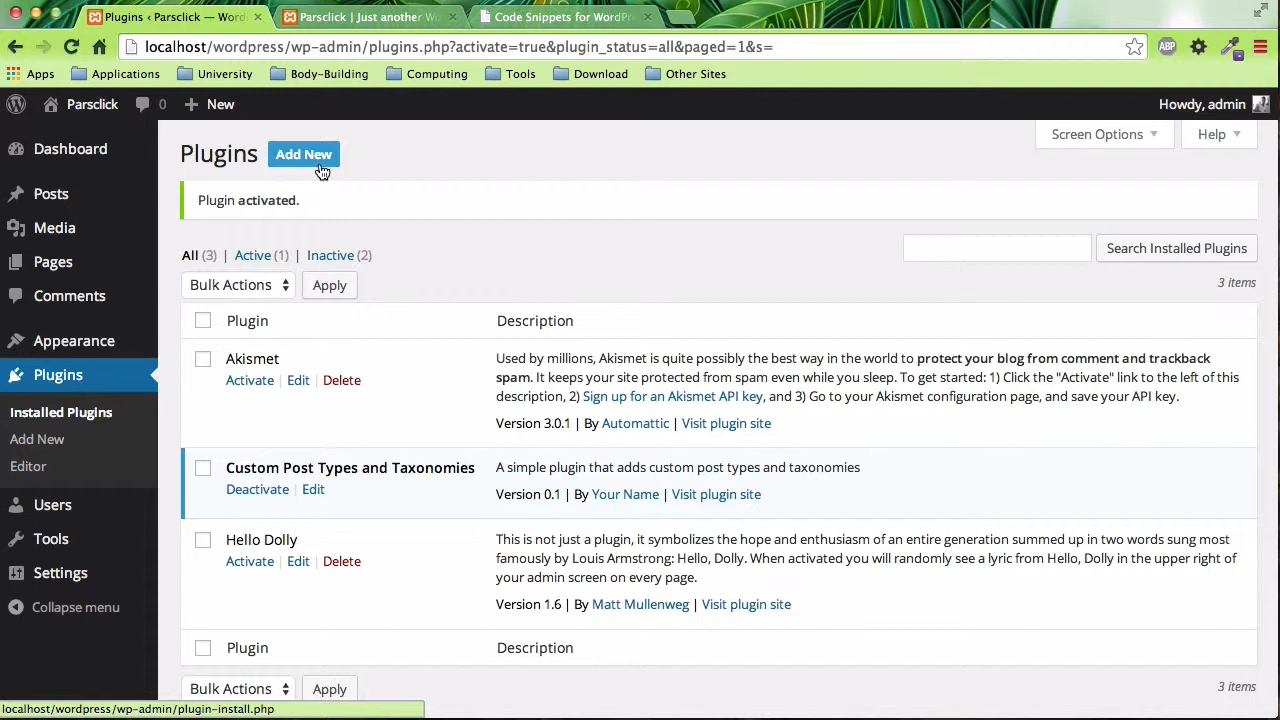 Plugins ‹ Parsclick — Wor
Parsclick | Just another Wo
Code Snippets for WordPre
localhost/wordpress/wp-admin/plugins.php?activate=true&plugin_status=all&paged=1&s=
ABP
Apps Applications University Body-Building Computing Tools Download Other Sites
Parsclick 0 New Howdy, admin
Screen Options Help
Plugins Add New
Plugin activated.
All (3) | Active (1) | Inactive (2)
Search Installed Plugins
Bulk Actions Apply 3 items
Dashboard
Posts
Media
Pages
Comments
Appearance
Plugins
Installed Plugins
Add New
Editor
Users
Tools
Settings
Collapse menu
Plugin Description
Akismet
Activate | Edit | Delete
Used by millions, Akismet is quite possibly the best way in the world to protect your blog from comment and trackback
spam. It keeps your site protected from spam even while you sleep. To get started: 1) Click the "Activate" link to the left of this
description, 2) Sign up for an Akismet API key, and 3) Go to your Akismet configuration page, and save your API key.
Version 3.0.1 | By Automattic | Visit plugin site
Custom Post Types and Taxonomies
Deactivate | Edit
A simple plugin that adds custom post types and taxonomies
Version 0.1 | By Your Name | Visit plugin site
Hello Dolly
Activate | Edit | Delete
This is not just a plugin, it symbolizes the hope and enthusiasm of an entire generation summed up in two words sung most
famously by Louis Armstrong: Hello, Dolly. When activated you will randomly see a lyric from Hello, Dolly in the upper right of
your admin screen on every page.
Version 1.6 | By Matt Mullenweg | Visit plugin site
Plugin Description
Bulk Actions Apply 3 items
localhost/wordpress/wp-admin/plugin-install.php